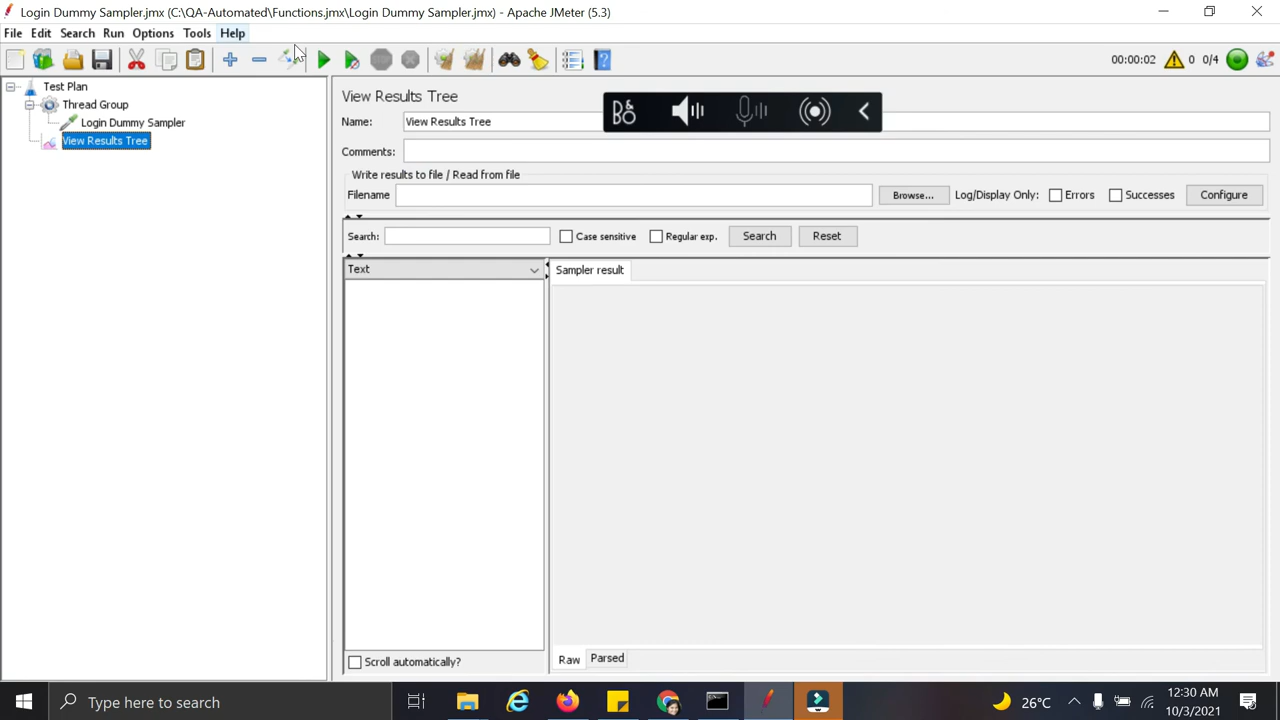 Login Dummy Sampler.jmx (C:\QA-Automated\Functions.jmx\Login Dummy Sampler.jmx) - Apache JMeter (5.3)
File Edit Search Run Options Tools Help
00:00:02 0 0/4
Test Plan
Thread Group
Login Dummy Sampler
View Results Tree
View Results Tree
Name: View Results Tree
Comments:
Write results to file / Read from file
Filename Browse... Log/Display Only: Errors Successes Configure
Search: Case sensitive Regular exp. Search Reset
Text
Sampler result
Scroll automatically?
Raw Parsed
Type here to search
26°C
12:30 AM
10/3/2021